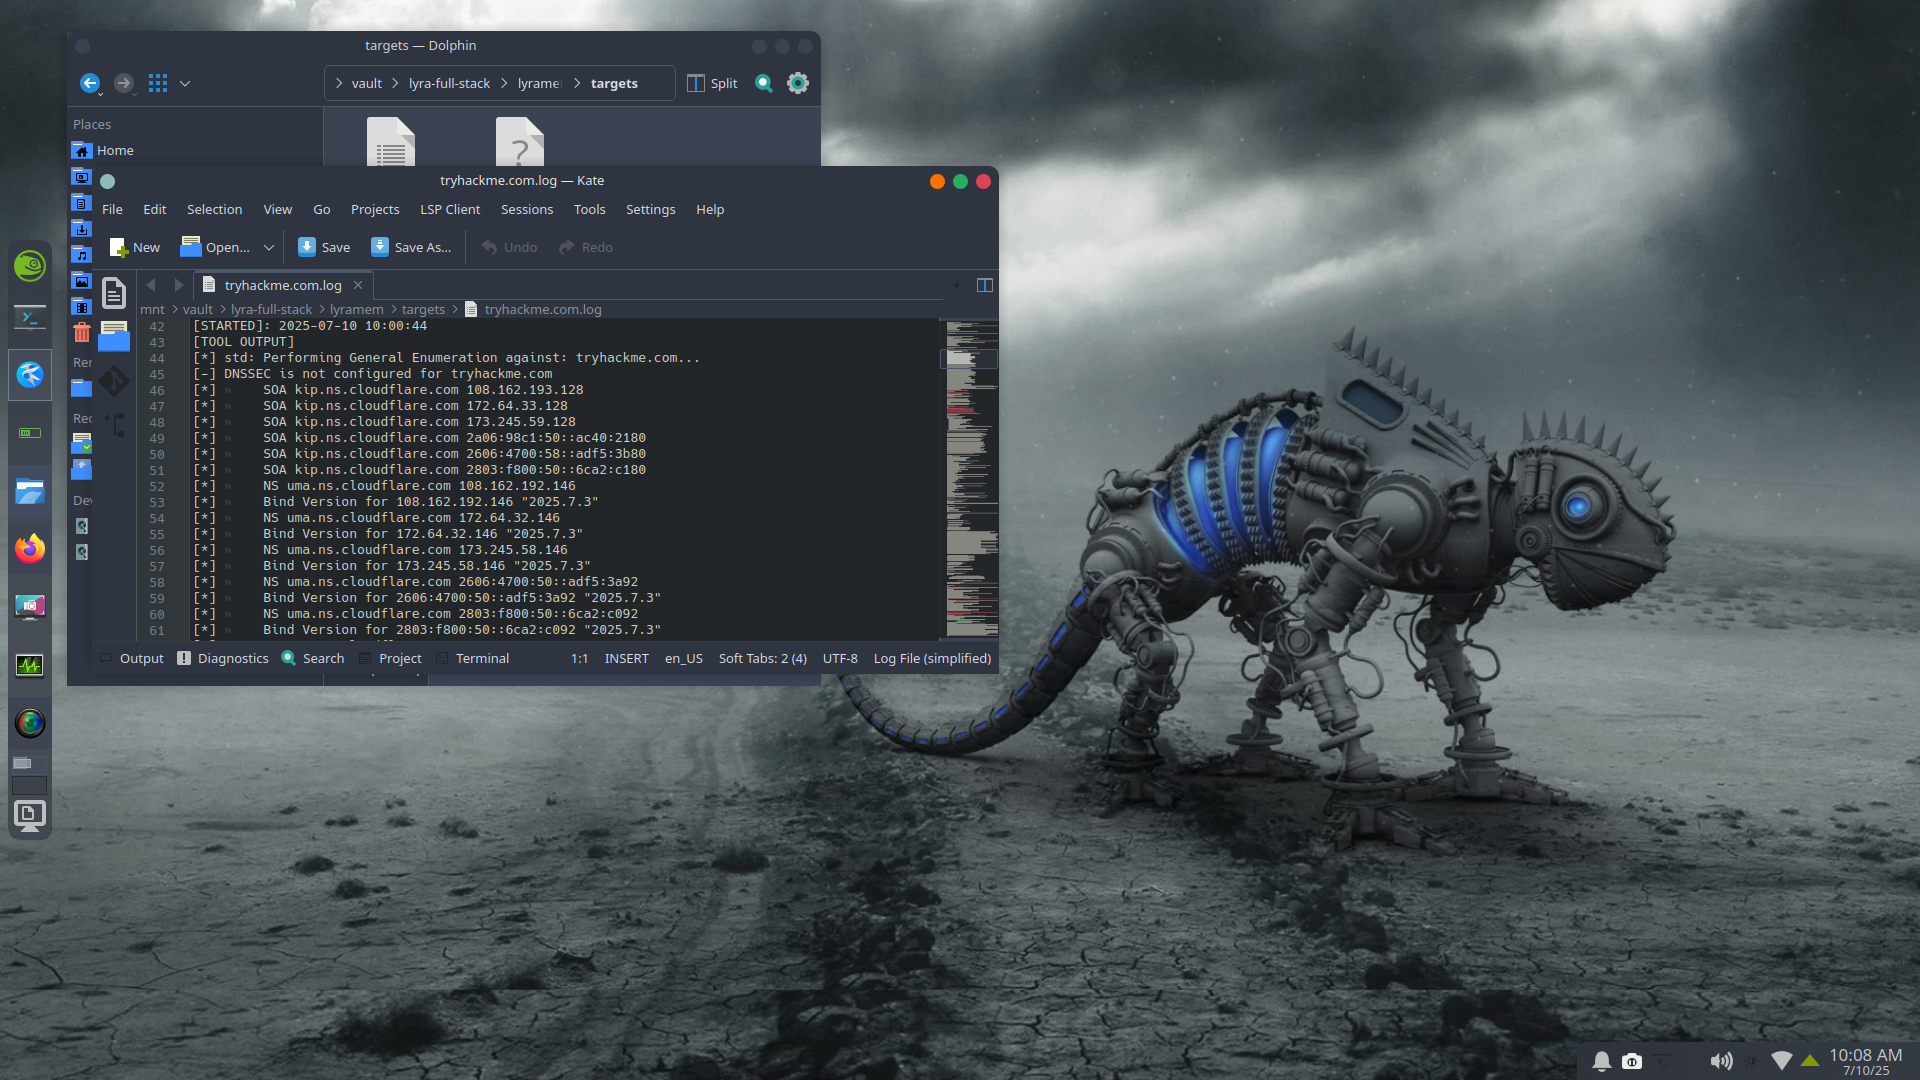 targets — Dolphin
vault > lyra-full-stack > lyrame > targets
Split
Places
Home
tryhackme.com.log — Kate
File Edit Selection View Go Projects LSP Client Sessions Tools Settings Help
New Open... Save Save As... Undo Redo
tryhackme.com.log
mnt > vault > lyra-full-stack > lyramem > targets > tryhackme.com.log
42 [STARTED]: 2025-07-10 10:00:44
43 [TOOL OUTPUT]
44 [*] std: Performing General Enumeration against: tryhackme.com...
45 [-] DNSSEC is not configured for tryhackme.com
46 [*] » SOA kip.ns.cloudflare.com 108.162.193.128
47 [*] » SOA kip.ns.cloudflare.com 172.64.33.128
48 [*] » SOA kip.ns.cloudflare.com 173.245.59.128
49 [*] » SOA kip.ns.cloudflare.com 2a06:98c1:50::ac40:2180
50 [*] » SOA kip.ns.cloudflare.com 2606:4700:58::adf5:3b80
51 [*] » SOA kip.ns.cloudflare.com 2803:f800:50::6ca2:c180
52 [*] » NS uma.ns.cloudflare.com 108.162.192.146
53 [*] » Bind Version for 108.162.192.146 "2025.7.3"
54 [*] » NS uma.ns.cloudflare.com 172.64.32.146
55 [*] » Bind Version for 172.64.32.146 "2025.7.3"
56 [*] » NS uma.ns.cloudflare.com 173.245.58.146
57 [*] » Bind Version for 173.245.58.146 "2025.7.3"
58 [*] » NS uma.ns.cloudflare.com 2606:4700:50::adf5:3a92
59 [*] » Bind Version for 2606:4700:50::adf5:3a92 "2025.7.3"
60 [*] » NS uma.ns.cloudflare.com 2803:f800:50::6ca2:c092
61 [*] » Bind Version for 2803:f800:50::6ca2:c092 "2025.7.3"
Rer
Rec
Dev
Output Diagnostics Search Project Terminal 1:1 INSERT en_US Soft Tabs: 2 (4) UTF-8 Log File (simplified)
10:08 AM
7/10/25